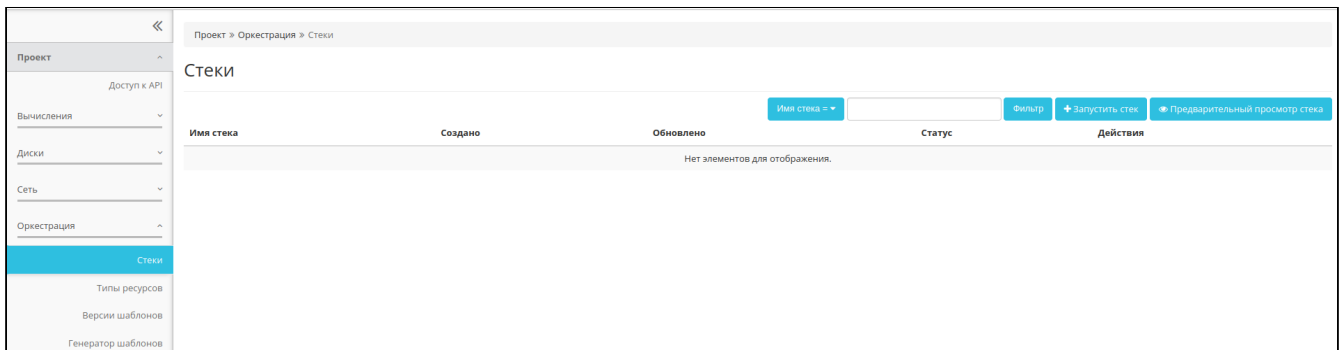 Проект » Оркестрация » Стеки
Проект
Доступ к API
Вычисления
Диски
Сеть
Оркестрация
Стеки
Типы ресурсов
Версии шаблонов
Генератор шаблонов
Стеки
Имя стека =
Фильтр
Запустить стек
Предварительный просмотр стека
Имя стека Создано Обновлено Статус Действия
Нет элементов для отображения.